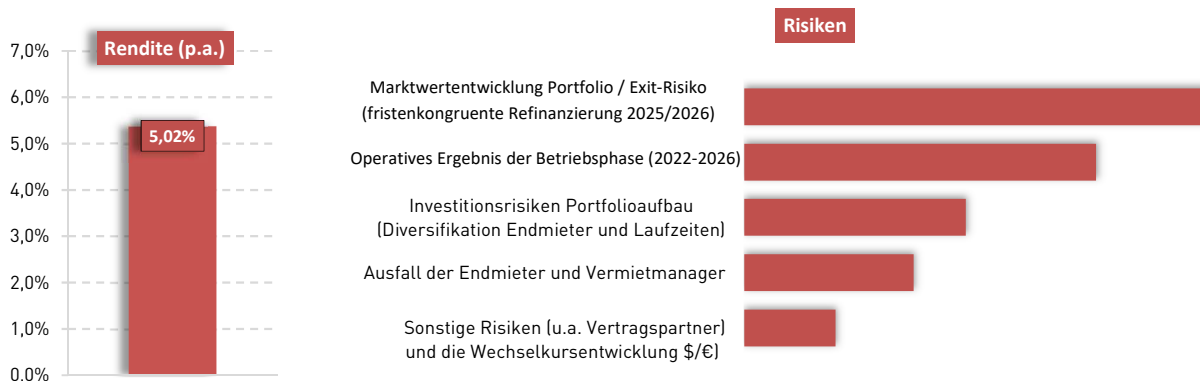 Rendite (p.a.)
7,0%
6,0%
5,0%
4,0%
3,0%
2,0%
1,0%
0,0%
5,02%
Risiken
Marktwertentwicklung Portfolio / Exit-Risiko
(fristenkongruente Refinanzierung 2025/2026)
Operatives Ergebnis der Betriebsphase (2022-2026)
Investitionsrisiken Portfolioaufbau
(Diversifikation Endmieter und Laufzeiten)
Ausfall der Endmieter und Vermietmanager
Sonstige Risiken (u.a. Vertragspartner)
und die Wechselkursentwicklung $/€)